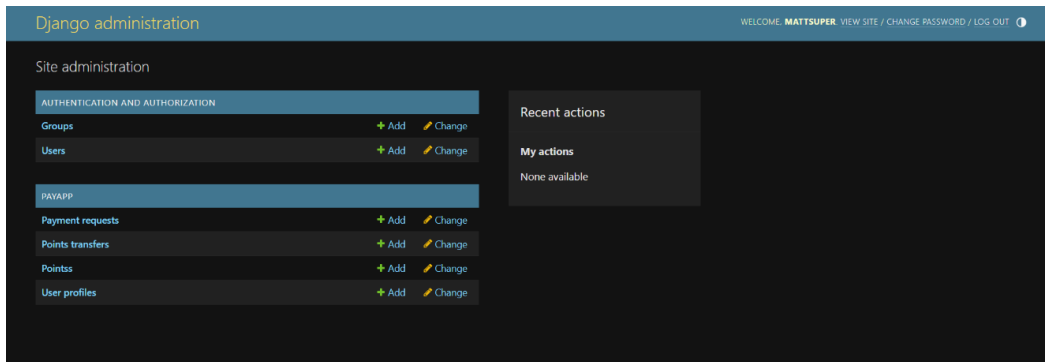 Django administration
WELCOME, MATTSUPER. VIEW SITE / CHANGE PASSWORD / LOG OUT
Site administration
AUTHENTICATION AND AUTHORIZATION
Groups + Add Change
Users + Add Change
PAYAPP
Payment requests + Add Change
Points transfers + Add Change
Pointss + Add Change
User profiles + Add Change
Recent actions
My actions
None available